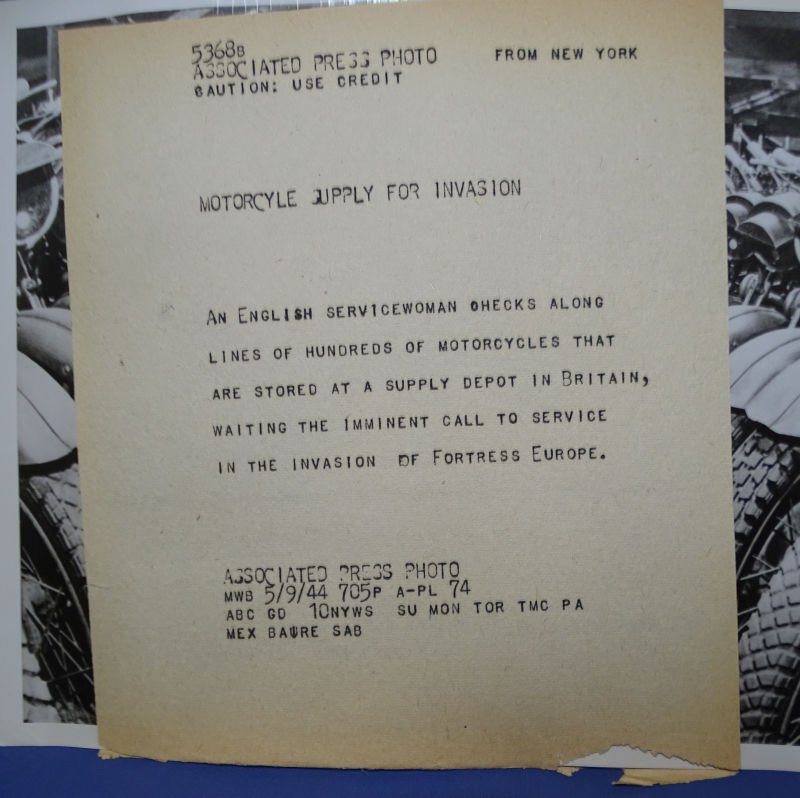 5368B
ASSOCIATED PRESS PHOTO FROM NEW YORK
CAUTION: USE CREDIT
MOTORCYLE SUPPLY FOR INVASION
AN ENGLISH SERVICEWOMAN CHECKS ALONG
LINES OF HUNDREDS OF MOTORCYCLES THAT
ARE STORED AT A SUPPLY DEPOT IN BRITAIN,
WAITING THE IMMINENT CALL TO SERVICE
IN THE INVASION OF FORTRESS EUROPE.
ASSOCIATED PRESS PHOTO
MWB 5/9/44 705P A-PL 74
ABC GD 10NYWS SU MON TOR TMC PA
MEX BAURE SAB